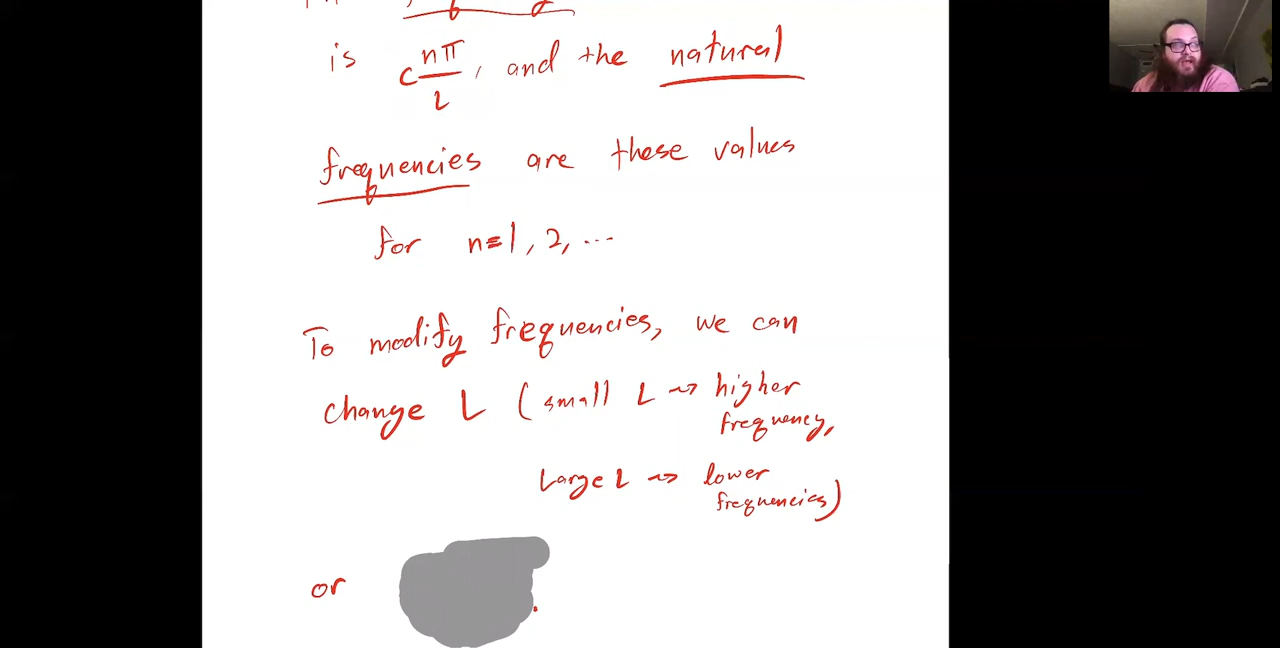 is c nπ/L, and the natural
frequencies are these values
for n=1, 2, ...
To modify frequencies, we can
change L (small L ⇝ higher
frequency,
Large L ⇝ lower
frequencies)
or .